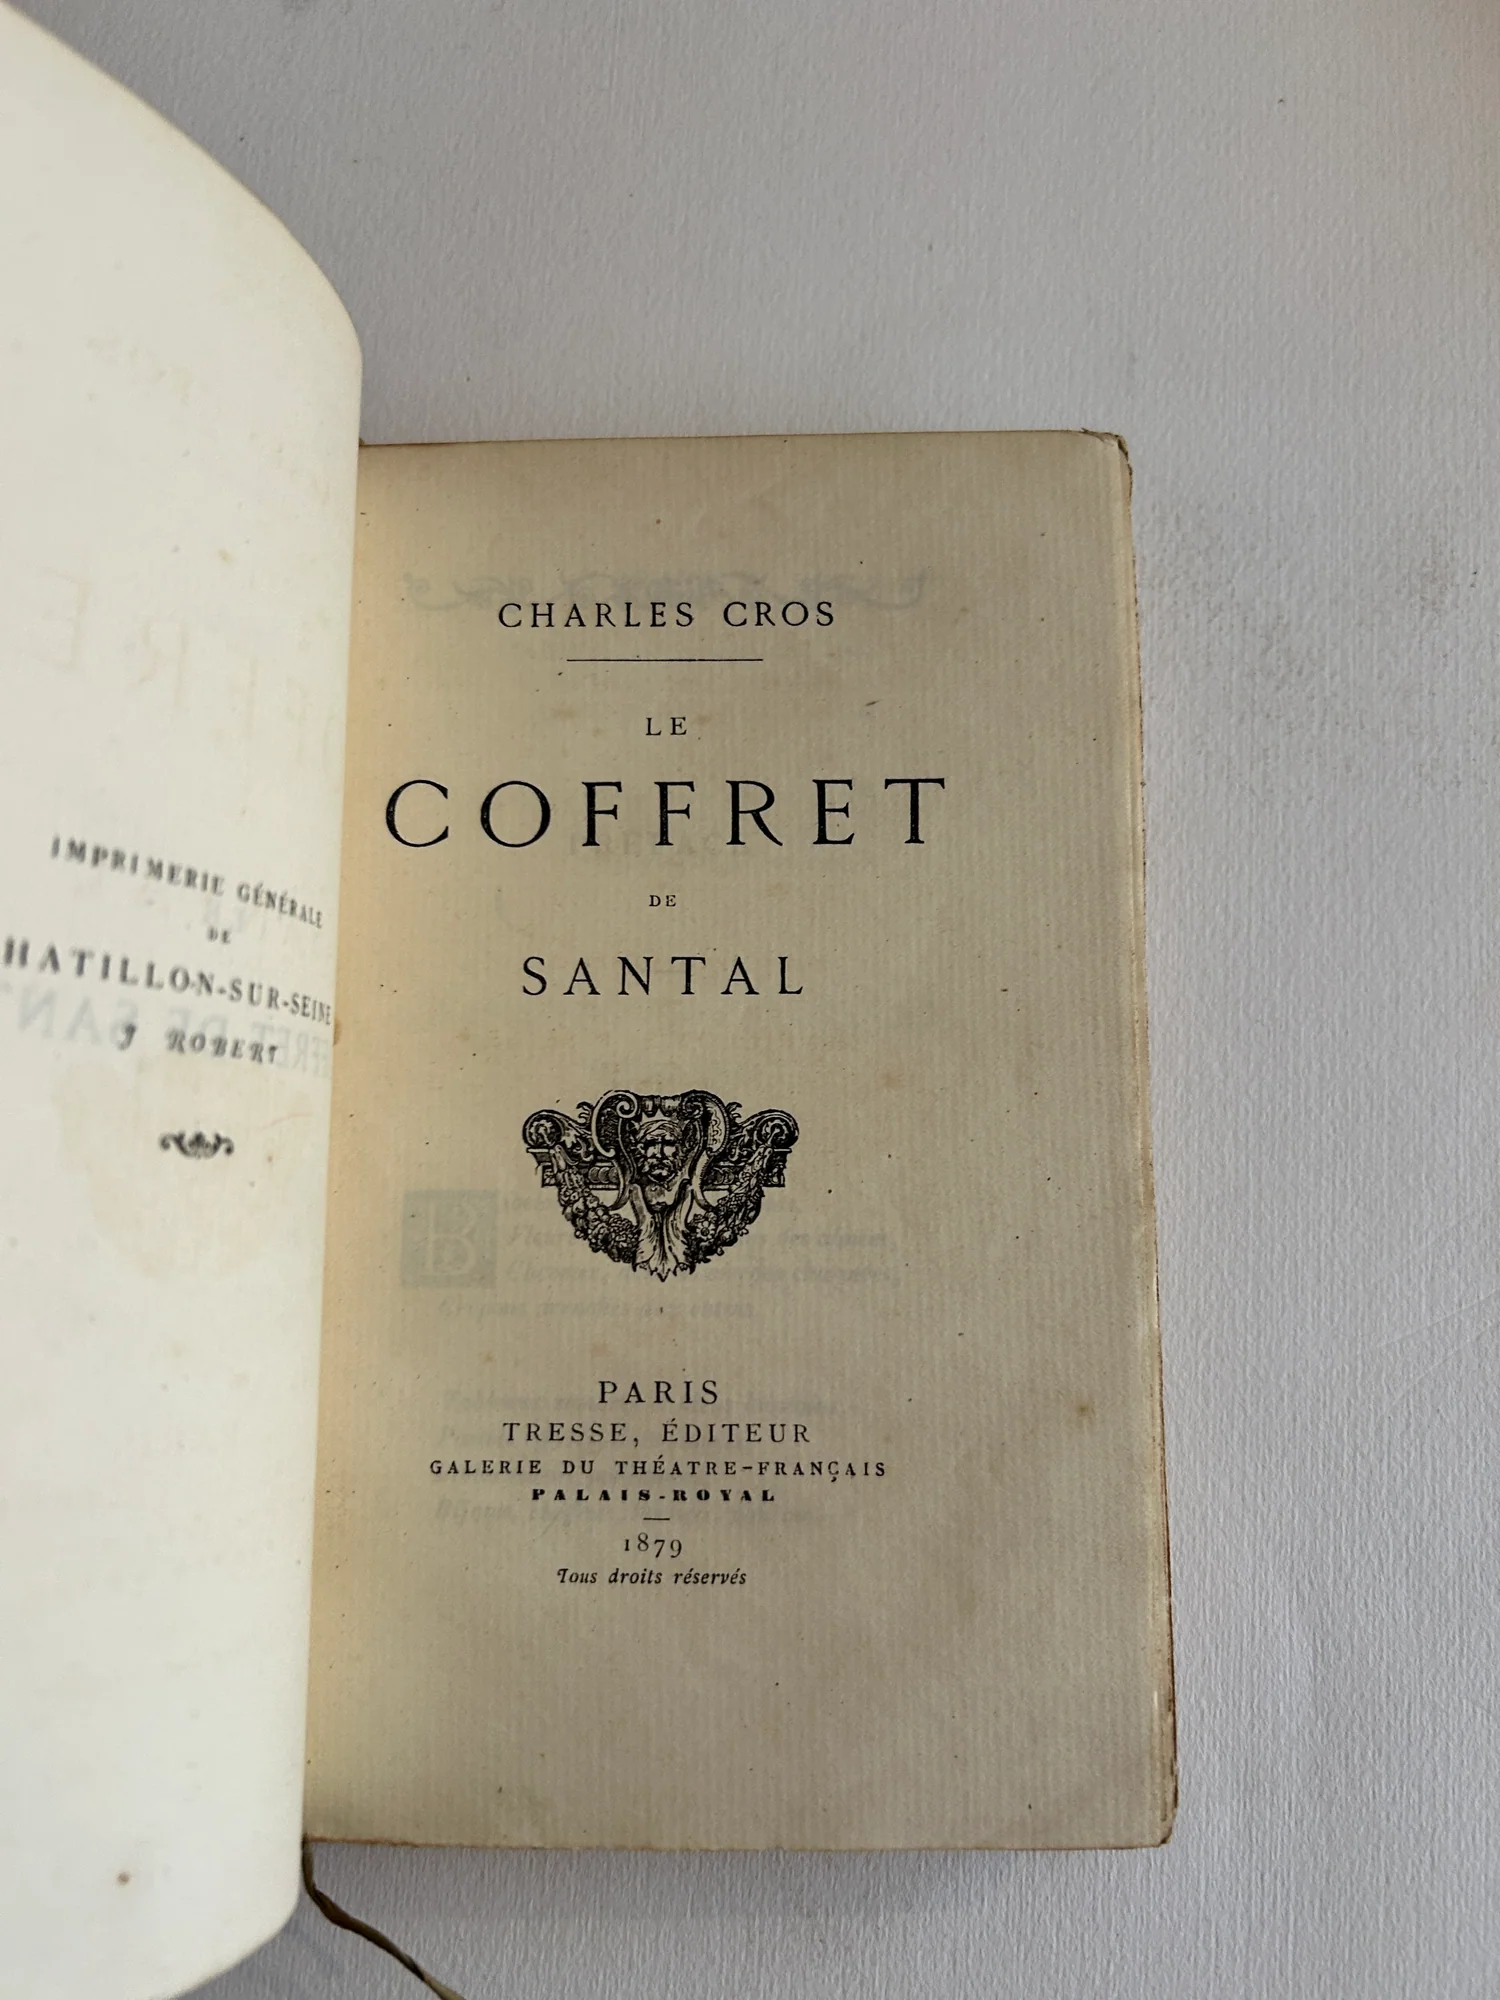 IMPRIMERIE GÉNÉRALE
DE
HATILLON-SUR-SEINE
J ROBERT
CHARLES CROS
LE
COFFRET
DE
SANTAL
PARIS
TRESSE, ÉDITEUR
GALERIE DU THÉATRE-FRANÇAIS
PALAIS-ROYAL
1879
Tous droits réservés